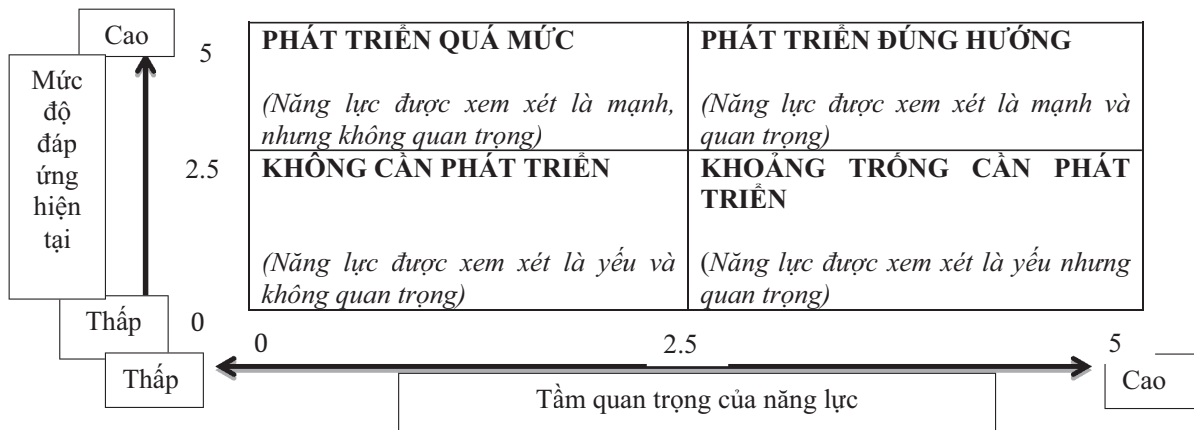 Cao
5
Mức
độ
đáp
ứng
hiện
tại
2.5
Thấp
0
PHÁT TRIỂN QUÁ MỨC
(Năng lực được xem xét là mạnh,
nhưng không quan trọng)
PHÁT TRIỂN ĐÚNG HƯỚNG
(Năng lực được xem xét là mạnh và
quan trọng)
KHÔNG CẦN PHÁT TRIỂN
(Năng lực được xem xét là yếu và
không quan trọng)
KHOẢNG TRỐNG CẦN PHÁT
TRIỂN
(Năng lực được xem xét là yếu nhưng
quan trọng)
0
2.5
5
Thấp
Cao
Tầm quan trọng của năng lực